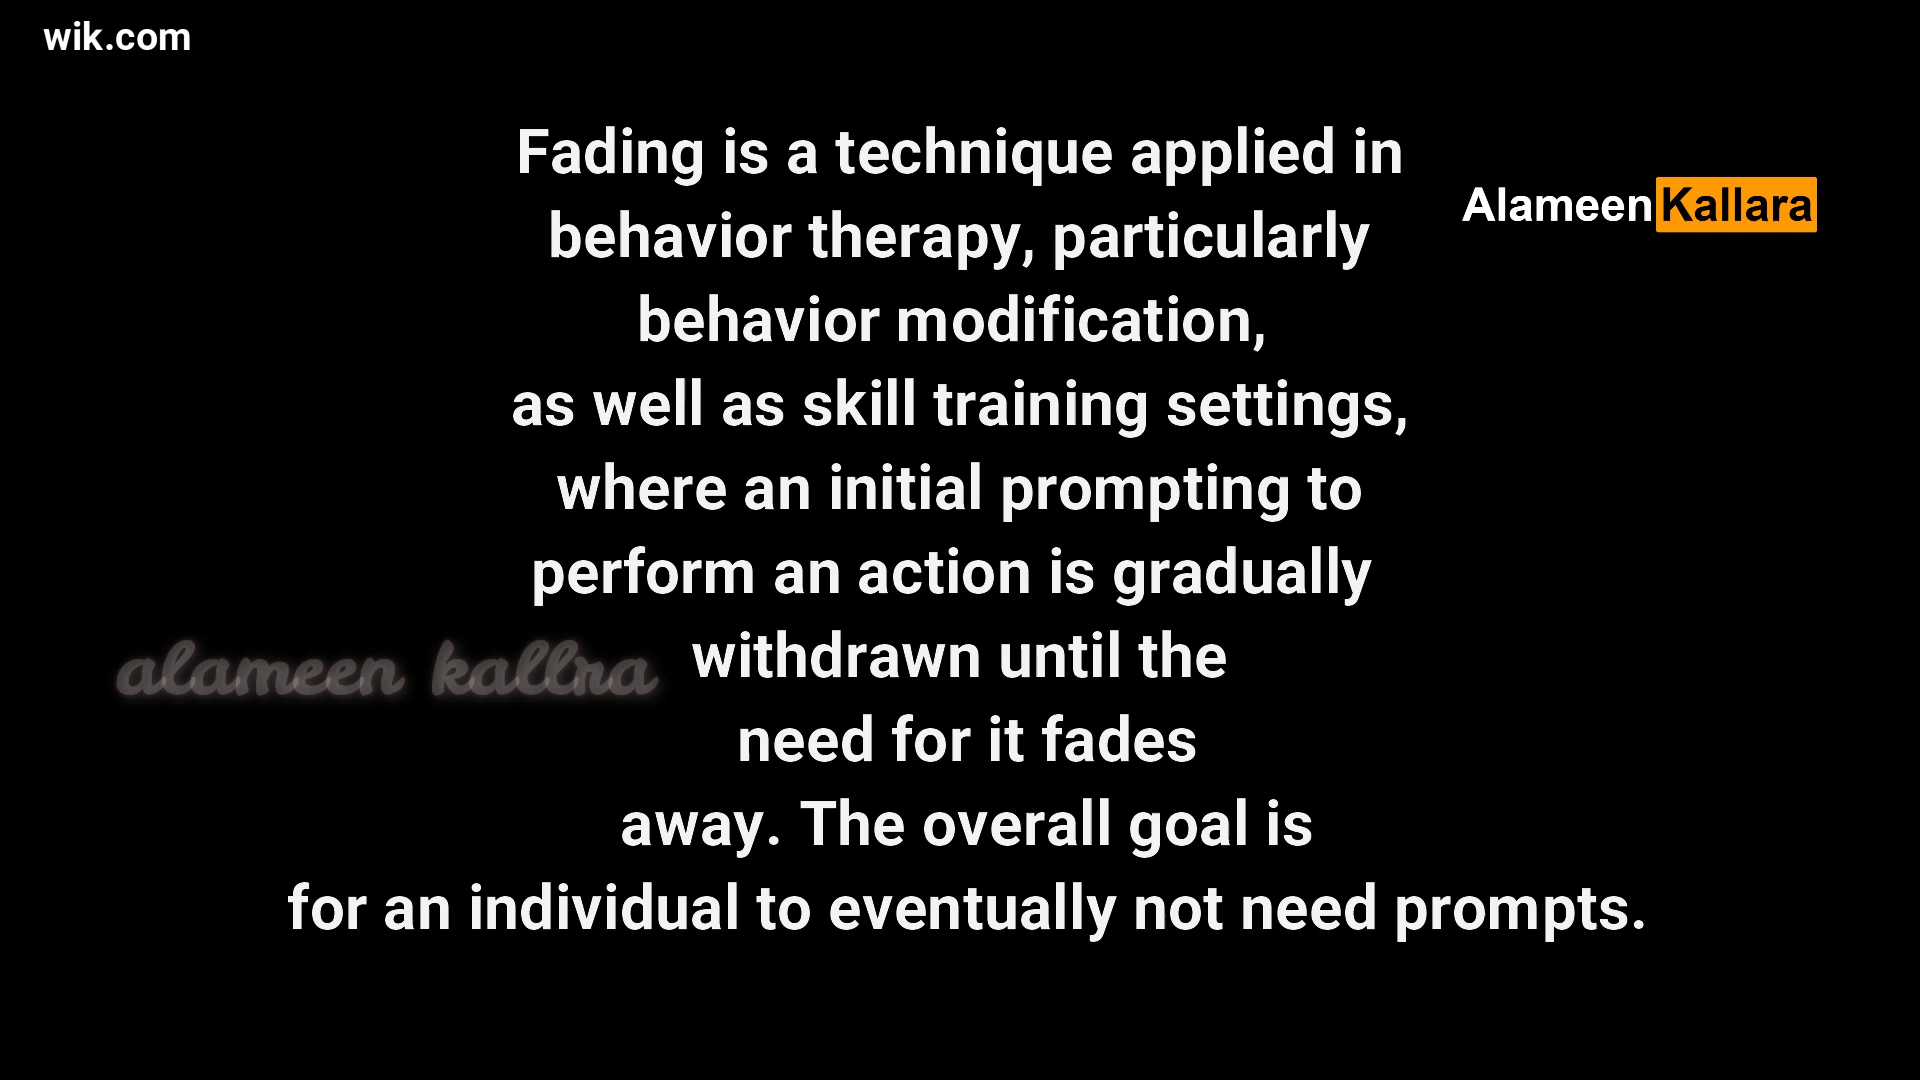 wik.com
Fading is a technique applied in
AlameenKallara
behavior therapy, particularly
behavior modification,
as well as skill training settings,
where an initial prompting to
perform an action is gradually
withdrawn until the
alameen kallra
need for it fades
away. The overall goal is
for an individual to eventually not need prompts.